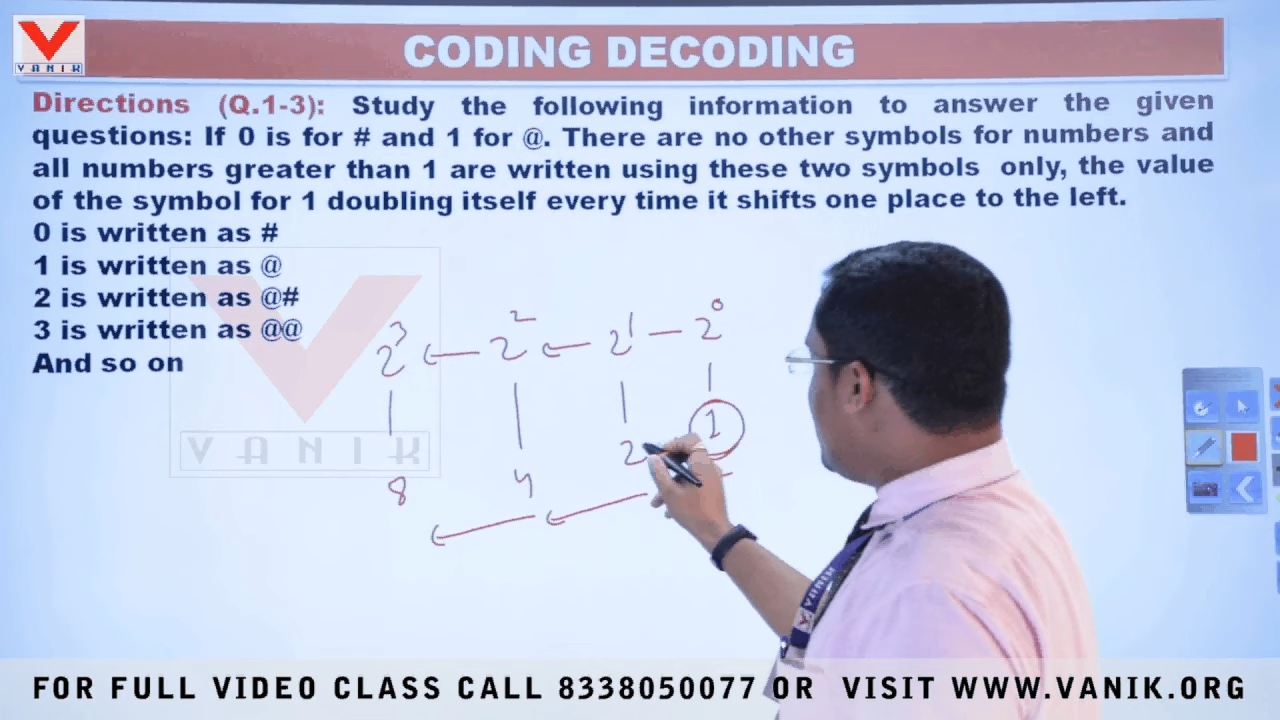 VANIK
CODING DECODING
Directions (Q.1-3): Study the following information to answer the given
questions: If 0 is for # and 1 for @. There are no other symbols for numbers and
all numbers greater than 1 are written using these two symbols only, the value
of the symbol for 1 doubling itself every time it shifts one place to the left.
0 is written as #
1 is written as @
2 is written as @#
3 is written as @@
And so on
2³ ← 2² ← 2¹ — 2⁰
8 4 2 1
VANIK
VANIK
FOR FULL VIDEO CLASS CALL 8338050077 OR VISIT WWW.VANIK.ORG